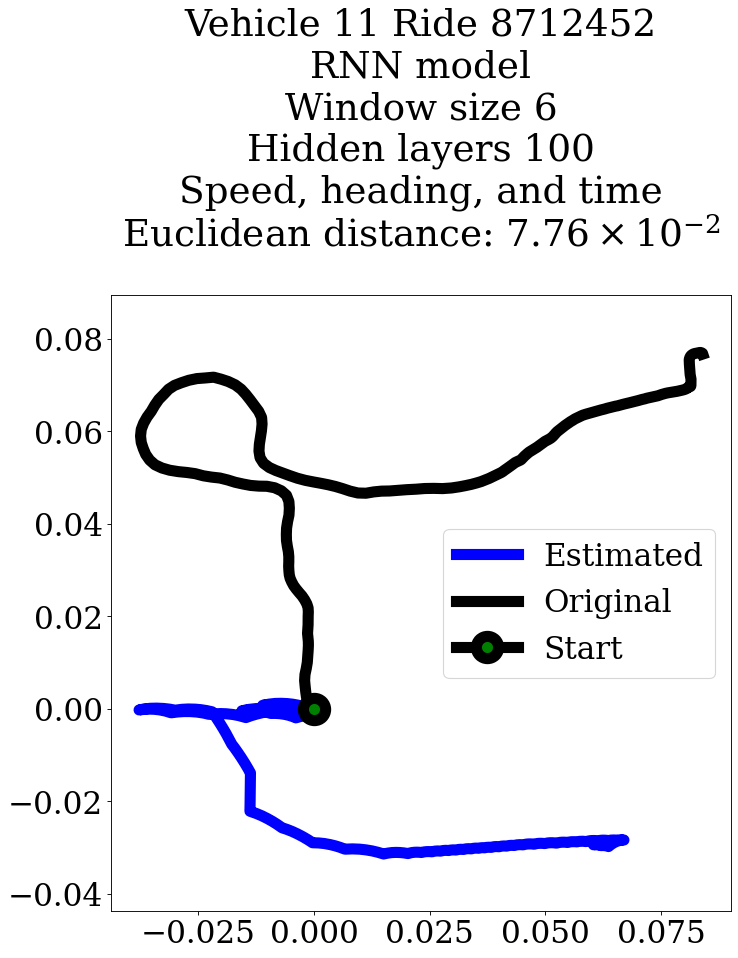 Vehicle 11 Ride 8712452
RNN model
Window size 6
Hidden layers 100
Speed, heading, and time
Euclidean distance: 7.76 × 10⁻²
0.08
0.06
0.04
0.02
0.00
−0.02
−0.04
Estimated
Original
Start
−0.025 0.000 0.025 0.050 0.075